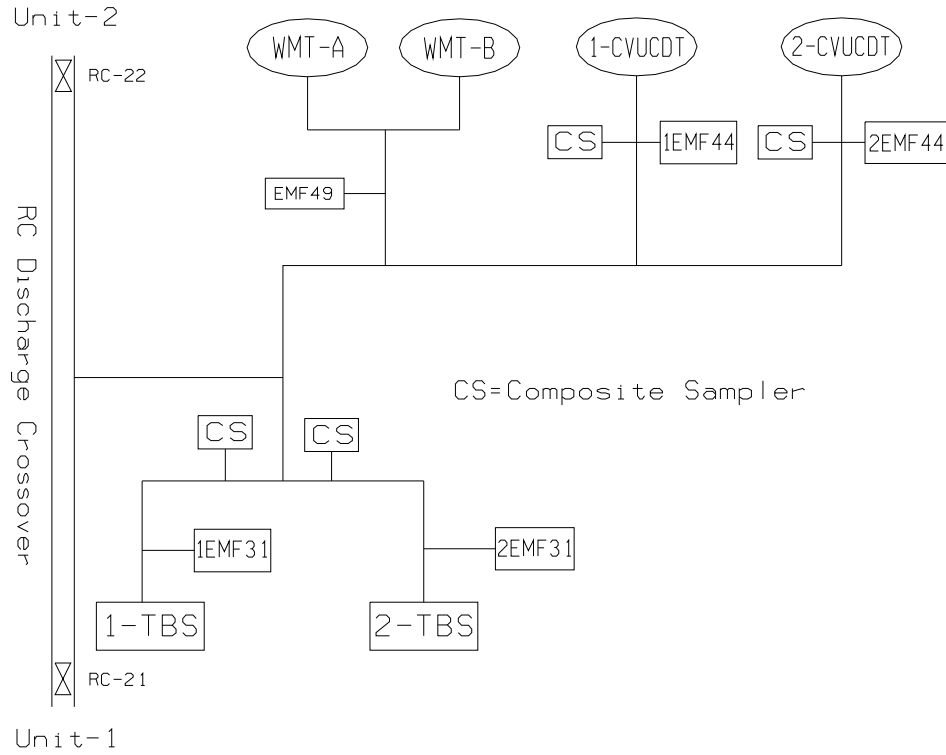 Unit-2
WMT-A
WMT-B
1-CVUCDT
2-CVUCDT
RC-22
CS
1EMF44
CS
2EMF44
EMF49
RC Discharge Crossover
CS=Composite Sampler
CS
CS
1EMF31
2EMF31
1-TBS
2-TBS
RC-21
Unit-1